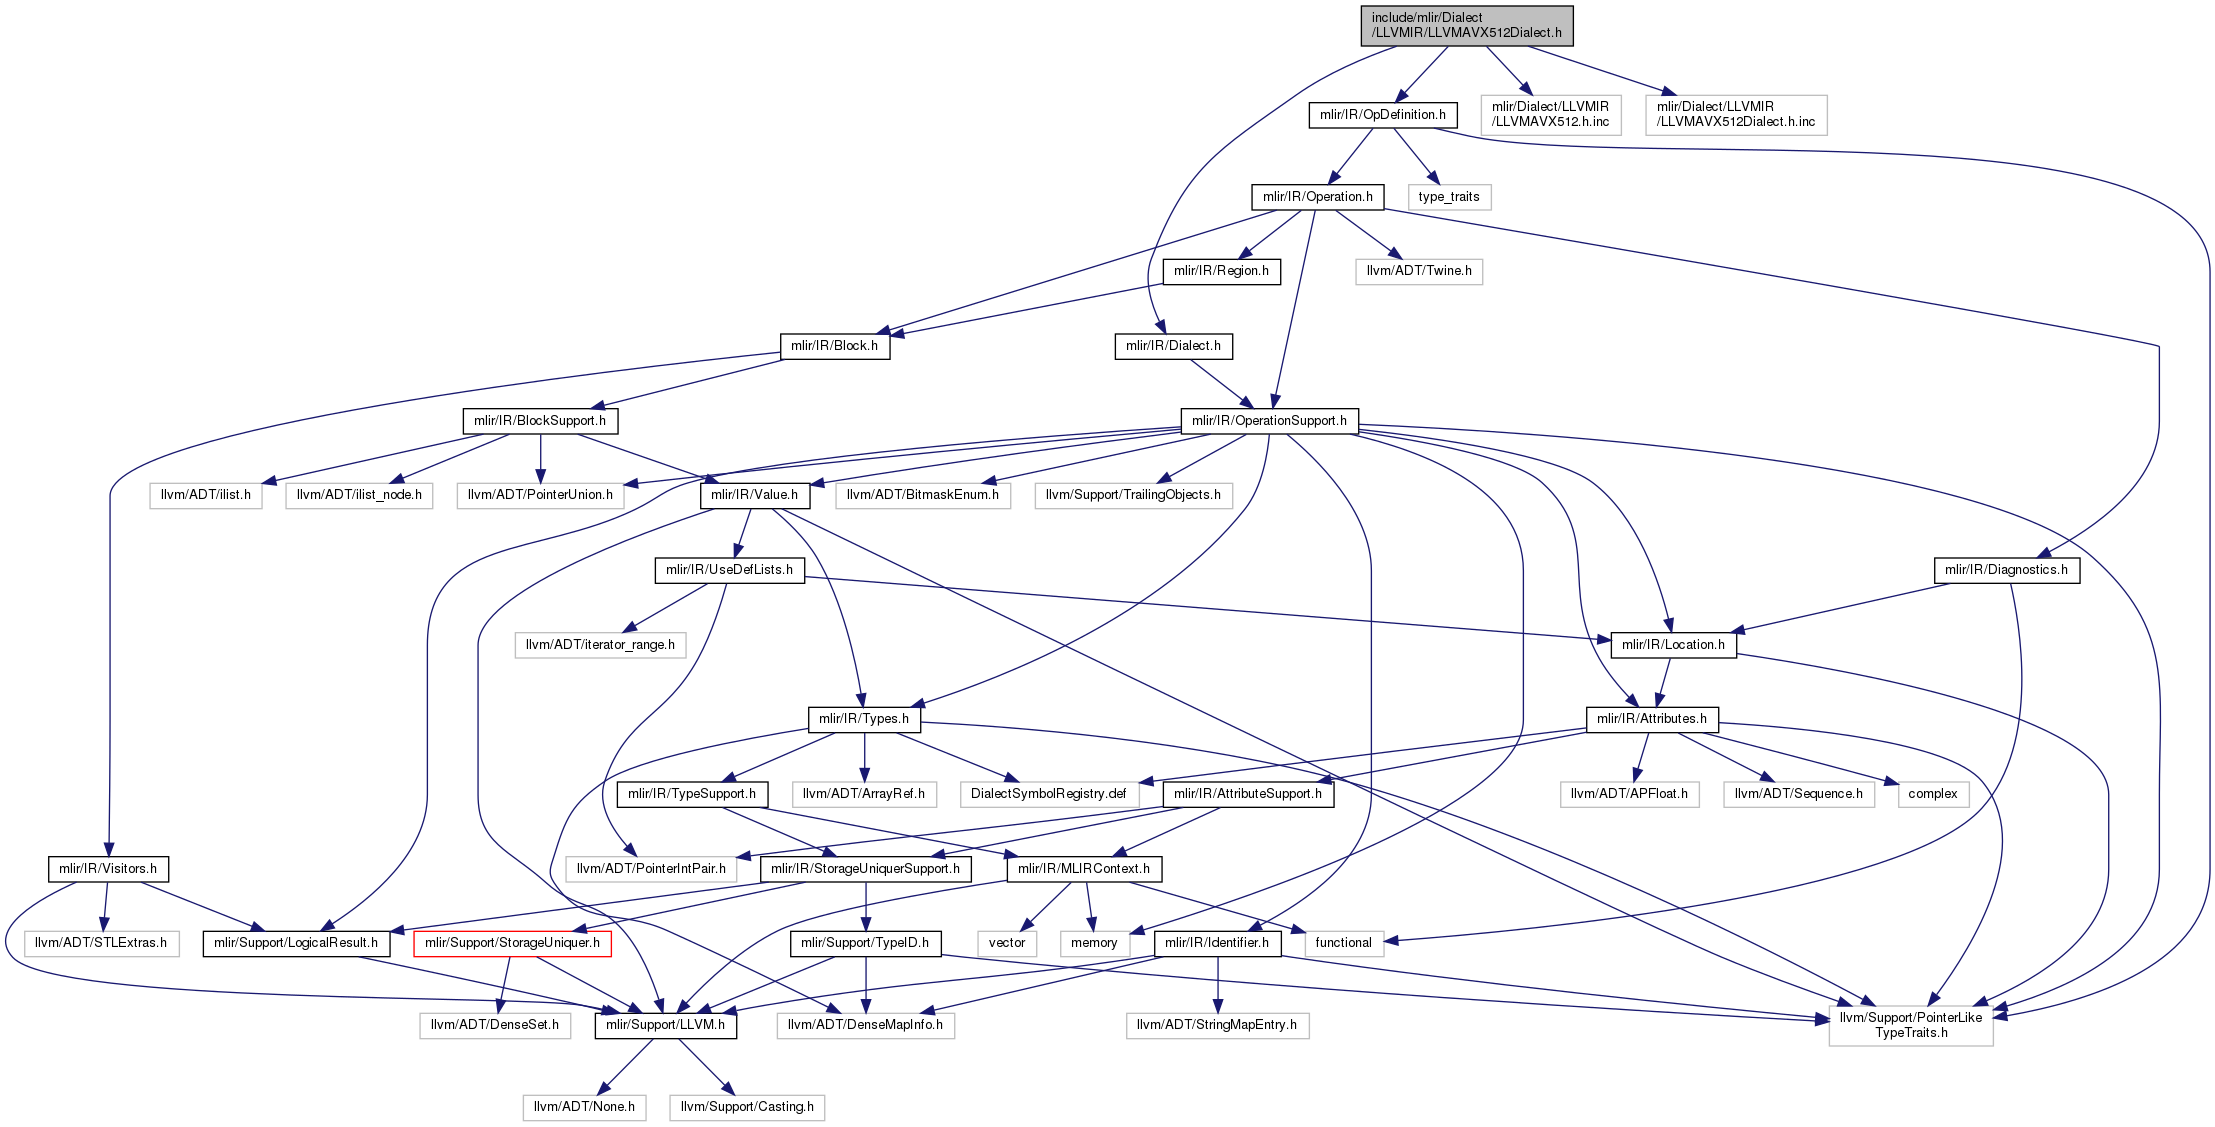 include/mlir/Dialect
/LLVMIR/LLVMAVX512Dialect.h
mlir/IR/OpDefinition.h
mlir/Dialect/LLVMIR
/LLVMAVX512.h.inc
mlir/Dialect/LLVMIR
/LLVMAVX512Dialect.h.inc
mlir/IR/Operation.h
type_traits
mlir/IR/Region.h
llvm/ADT/Twine.h
mlir/IR/Block.h
mlir/IR/Dialect.h
mlir/IR/BlockSupport.h
mlir/IR/OperationSupport.h
llvm/ADT/ilist.h
llvm/ADT/ilist_node.h
llvm/ADT/PointerUnion.h
mlir/IR/Value.h
llvm/ADT/BitmaskEnum.h
llvm/Support/TrailingObjects.h
mlir/IR/UseDefLists.h
mlir/IR/Diagnostics.h
llvm/ADT/iterator_range.h
mlir/IR/Location.h
mlir/IR/Types.h
mlir/IR/Attributes.h
mlir/IR/TypeSupport.h
llvm/ADT/ArrayRef.h
DialectSymbolRegistry.def
mlir/IR/AttributeSupport.h
llvm/ADT/APFloat.h
llvm/ADT/Sequence.h
complex
mlir/IR/Visitors.h
llvm/ADT/PointerIntPair.h
mlir/IR/StorageUniquerSupport.h
mlir/IR/MLIRContext.h
llvm/ADT/STLExtras.h
mlir/Support/LogicalResult.h
mlir/Support/StorageUniquer.h
mlir/Support/TypeID.h
vector
memory
mlir/IR/Identifier.h
functional
llvm/ADT/DenseSet.h
mlir/Support/LLVM.h
llvm/ADT/DenseMapInfo.h
llvm/ADT/StringMapEntry.h
llvm/Support/PointerLike
TypeTraits.h
llvm/ADT/None.h
llvm/Support/Casting.h